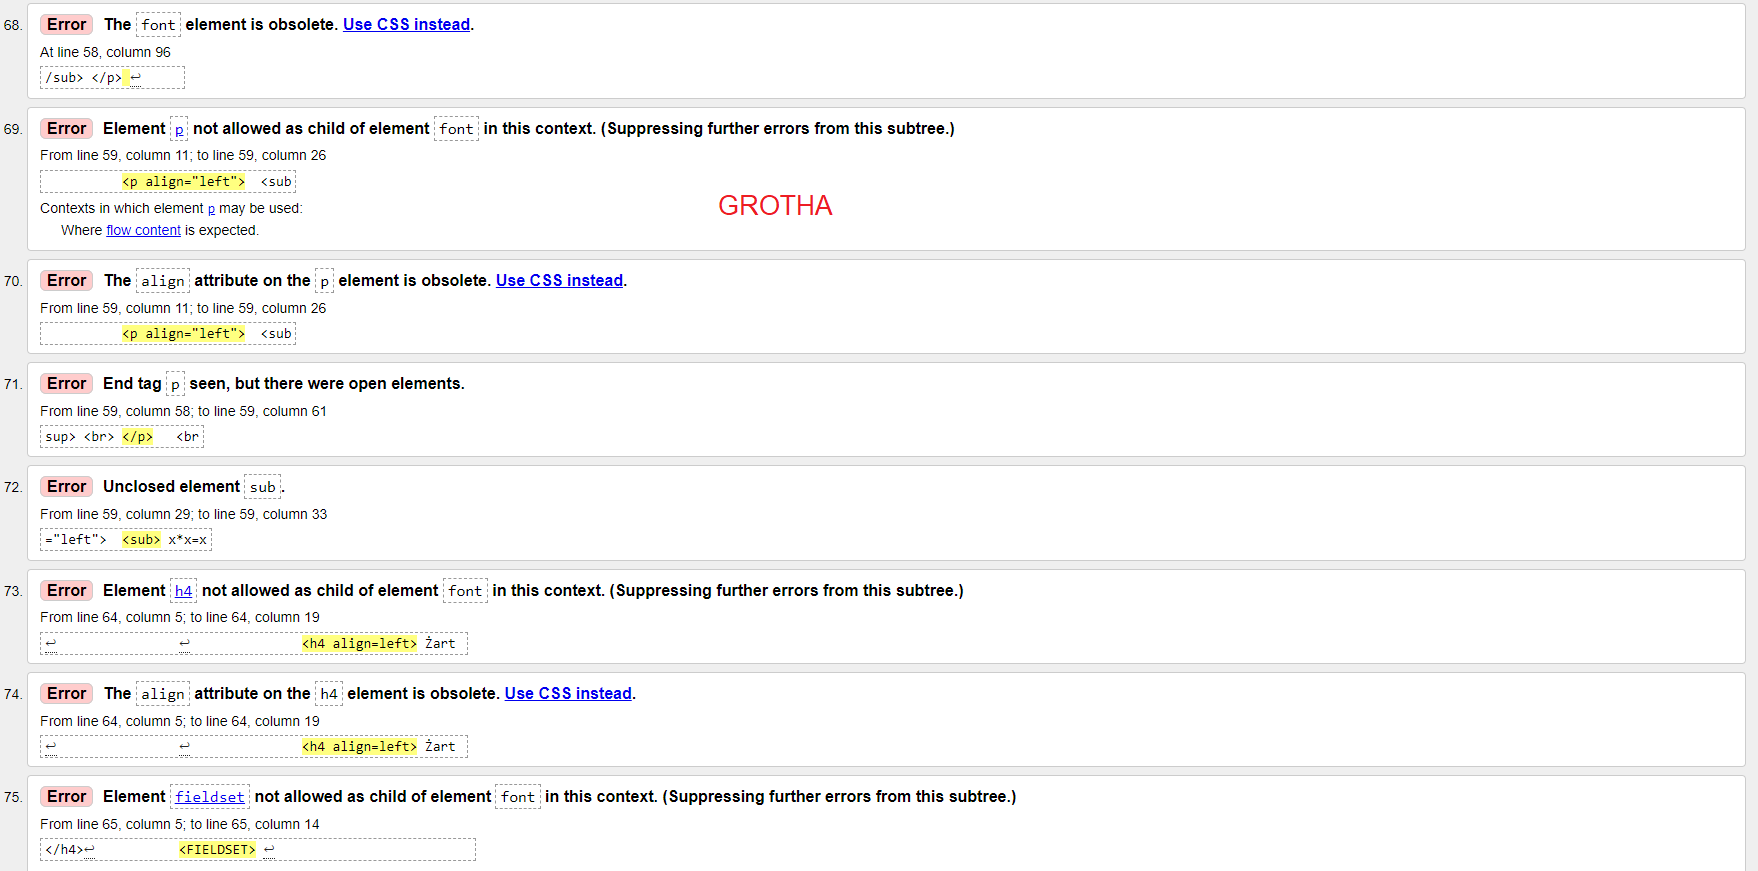 68. Error The font element is obsolete. Use CSS instead.
At line 58, column 96
/sub> </p> ↩
69. Error Element p not allowed as child of element font in this context. (Suppressing further errors from this subtree.)
From line 59, column 11; to line 59, column 26
<p align="left">  <sub
Contexts in which element p may be used:
GROTHA
Where flow content is expected.
70. Error The align attribute on the p element is obsolete. Use CSS instead.
From line 59, column 11; to line 59, column 26
<p align="left">  <sub
71. Error End tag p seen, but there were open elements.
From line 59, column 58; to line 59, column 61
sup> <br> </p>   <br
72. Error Unclosed element sub.
From line 59, column 29; to line 59, column 33
="left">  <sub> x*x=x
73. Error Element h4 not allowed as child of element font in this context. (Suppressing further errors from this subtree.)
From line 64, column 5; to line 64, column 19
↩ ↩ <h4 align=left> Żart
74. Error The align attribute on the h4 element is obsolete. Use CSS instead.
From line 64, column 5; to line 64, column 19
↩ ↩ <h4 align=left> Żart
75. Error Element fieldset not allowed as child of element font in this context. (Suppressing further errors from this subtree.)
From line 65, column 5; to line 65, column 14
</h4>↩ <FIELDSET> ↩